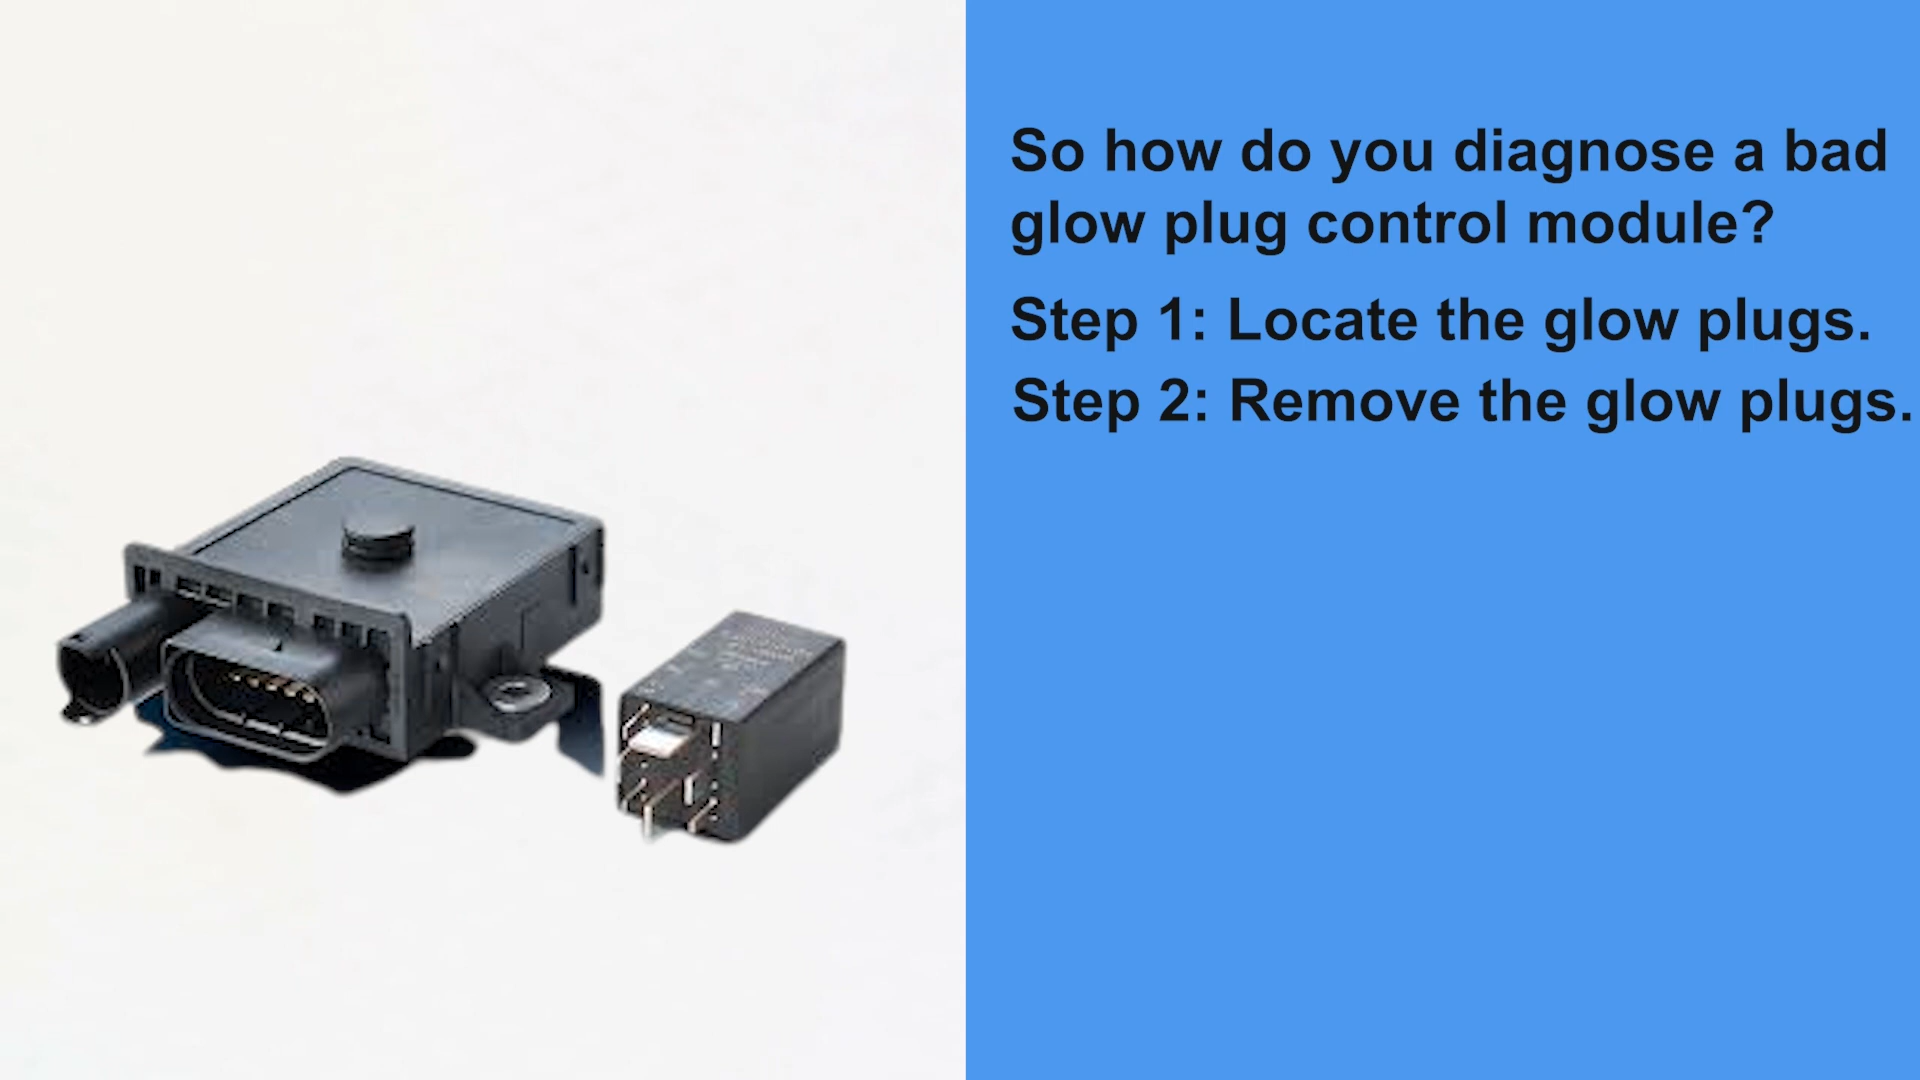 So how do you diagnose a bad
glow plug control module?
Step 1: Locate the glow plugs.
Step 2: Remove the glow plugs.